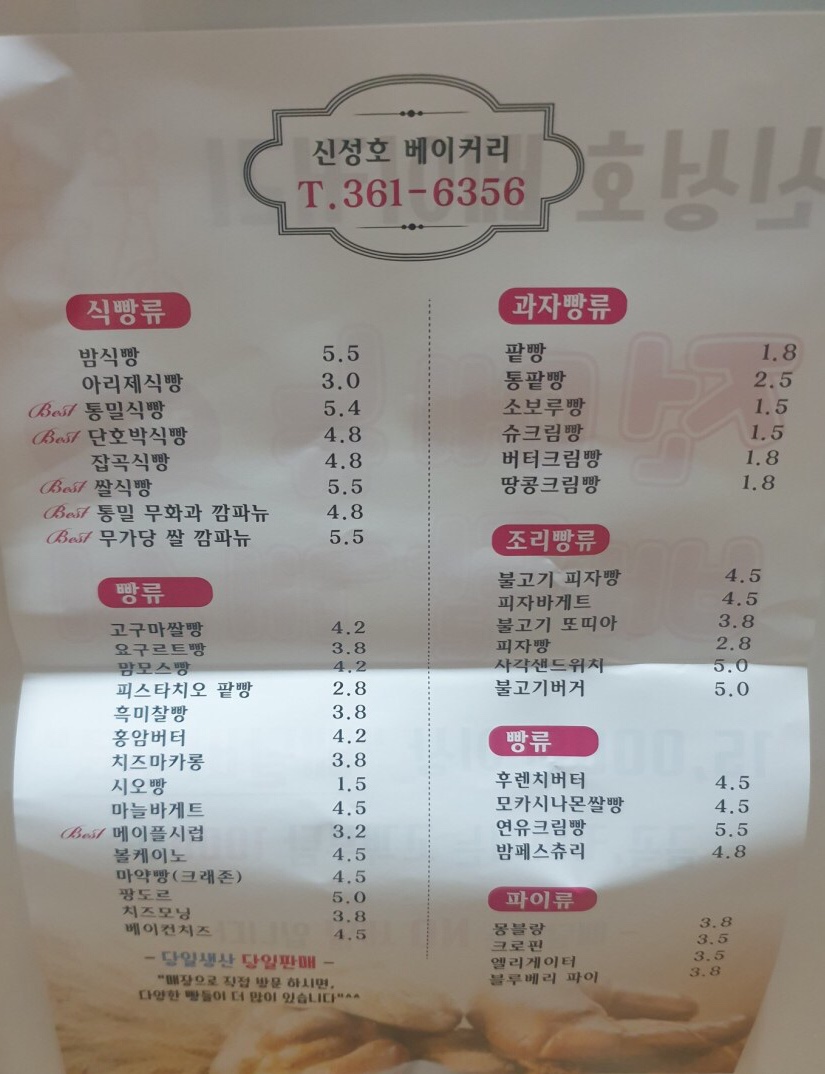 신성호 베이커리
T.361-6356
식빵류
밤식빵 5.5
아리제식빵 3.0
Best 통밀식빵 5.4
Best 단호박식빵 4.8
잡곡식빵 4.8
Best 쌀식빵 5.5
Best 통밀 무화과 깜파뉴 4.8
Best 무가당 쌀 깜파뉴 5.5
빵류
고구마쌀빵 4.2
요구르트빵 3.8
맘모스빵 4.2
피스타치오 팥빵 2.8
흑미찰빵 3.8
홍암버터 4.2
치즈마카롱 3.8
시오빵 1.5
마늘바게트 4.5
Best 메이플시럽 3.2
볼케이노 4.5
마약빵(크래존) 4.5
팡도르 5.0
치즈모닝 3.8
베이컨치즈 4.5
- 당일생산 당일판매 -
"매장으로 직접 방문 하시면,
다양한 빵들이 더 많이 있습니다"^^
과자빵류
팥빵 1.8
통팥빵 2.5
소보루빵 1.5
슈크림빵 1.5
버터크림빵 1.8
땅콩크림빵 1.8
조리빵류
불고기 피자빵 4.5
피자바게트 4.5
불고기 또띠아 3.8
피자빵 2.8
사각샌드위치 5.0
불고기버거 5.0
빵류
후렌치버터 4.5
모카시나몬쌀빵 4.5
연유크림빵 5.5
밤페스츄리 4.8
파이류
몽블랑 3.8
크로핀 3.5
엘리게이터 3.5
블루베리 파이 3.8